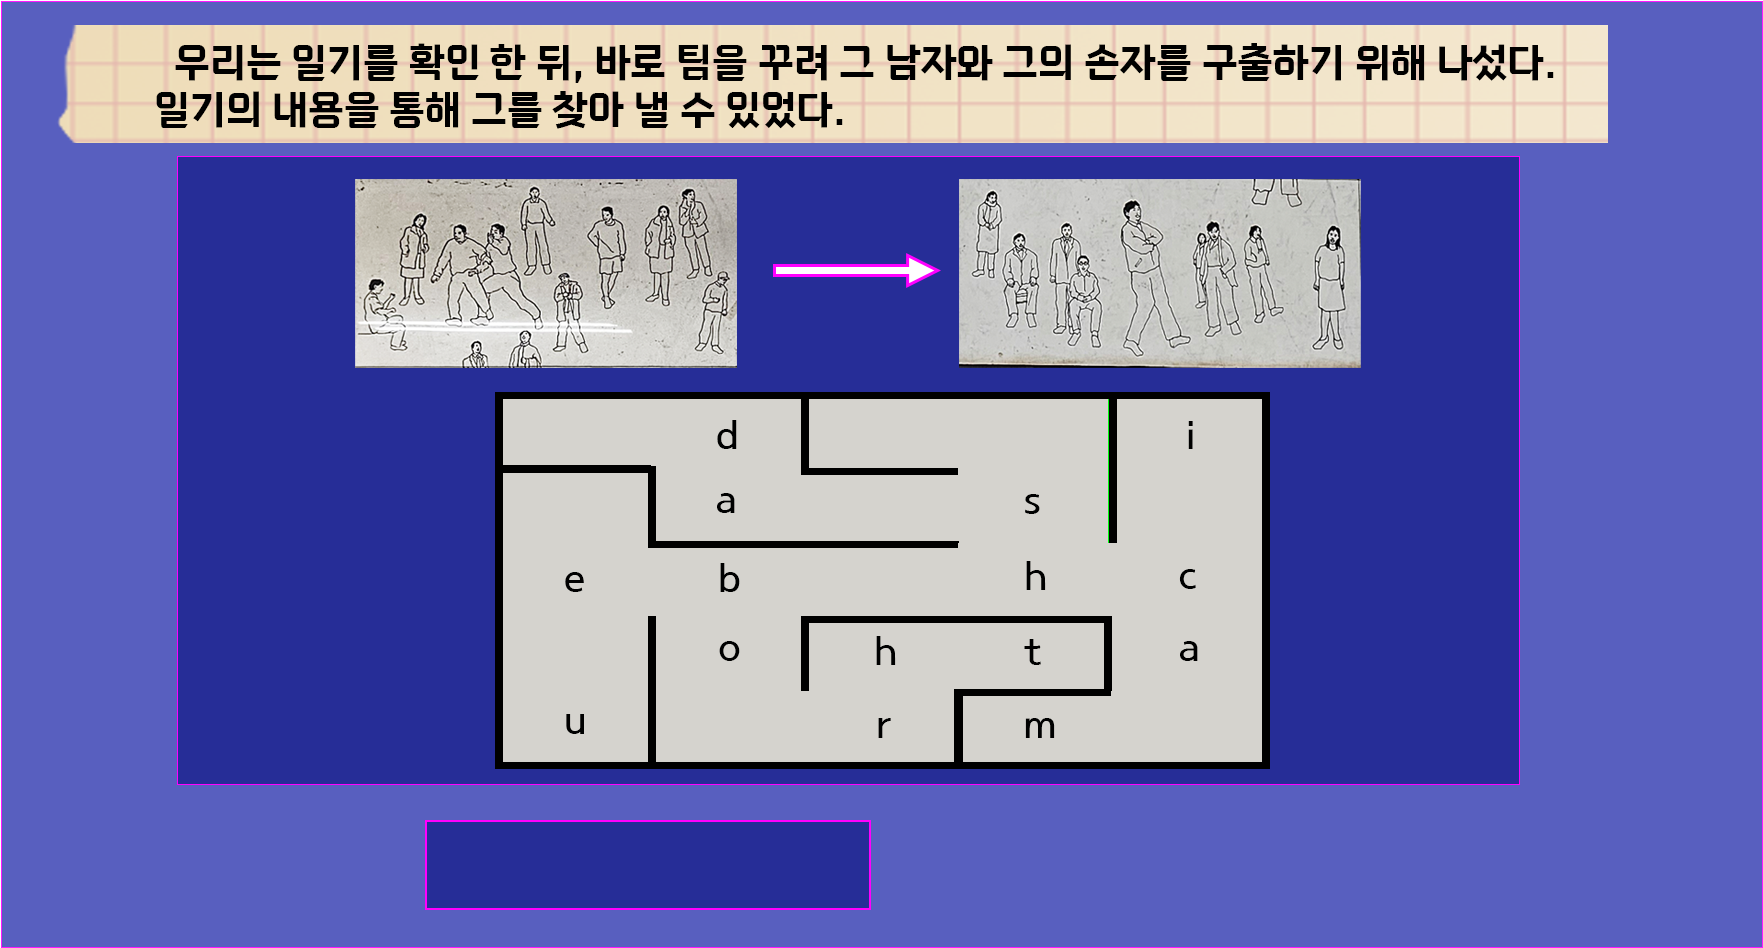 우리는 일기를 확인 한 뒤, 바로 팀을 꾸려 그 남자와 그의 손자를 구출하기 위해 나섰다.
일기의 내용을 통해 그를 찾아 낼 수 있었다.
d i
a s
e b h c
o h t a
u r m